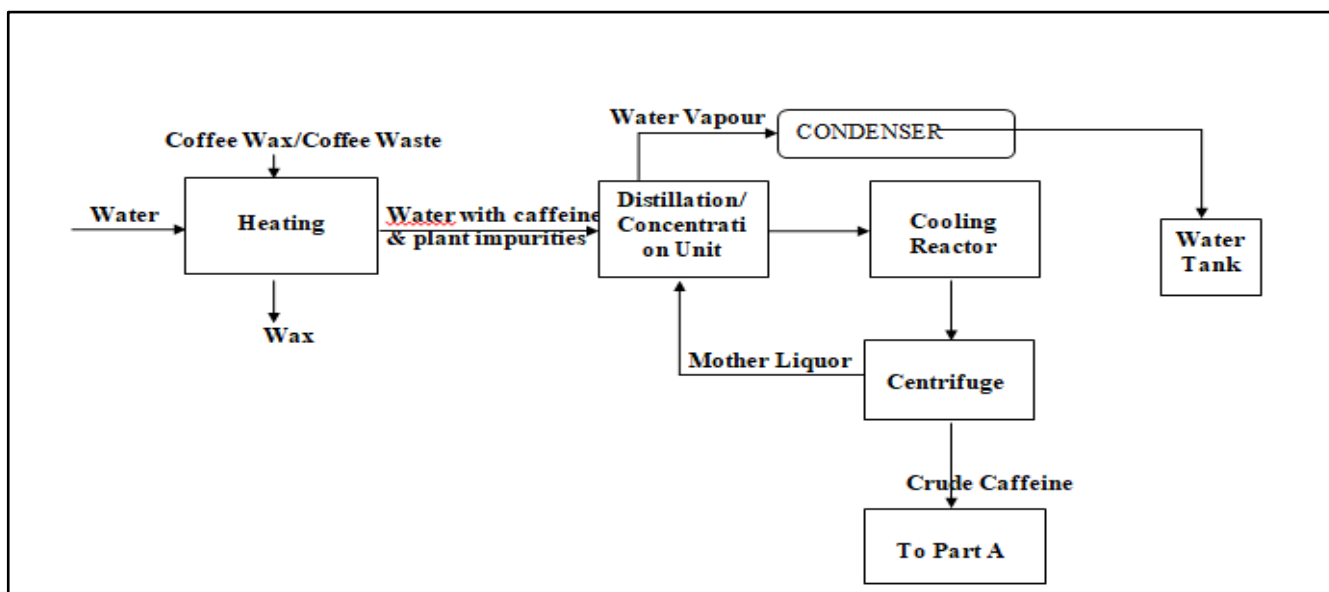 Water Vapour
CONDENSER
Coffee Wax/Coffee Waste
Water
Heating
Water with caffeine
& plant impurities
Distillation/
Concentrati
on Unit
Cooling
Reactor
Water
Tank
Wax
Mother Liquor
Centrifuge
Crude Caffeine
To Part A